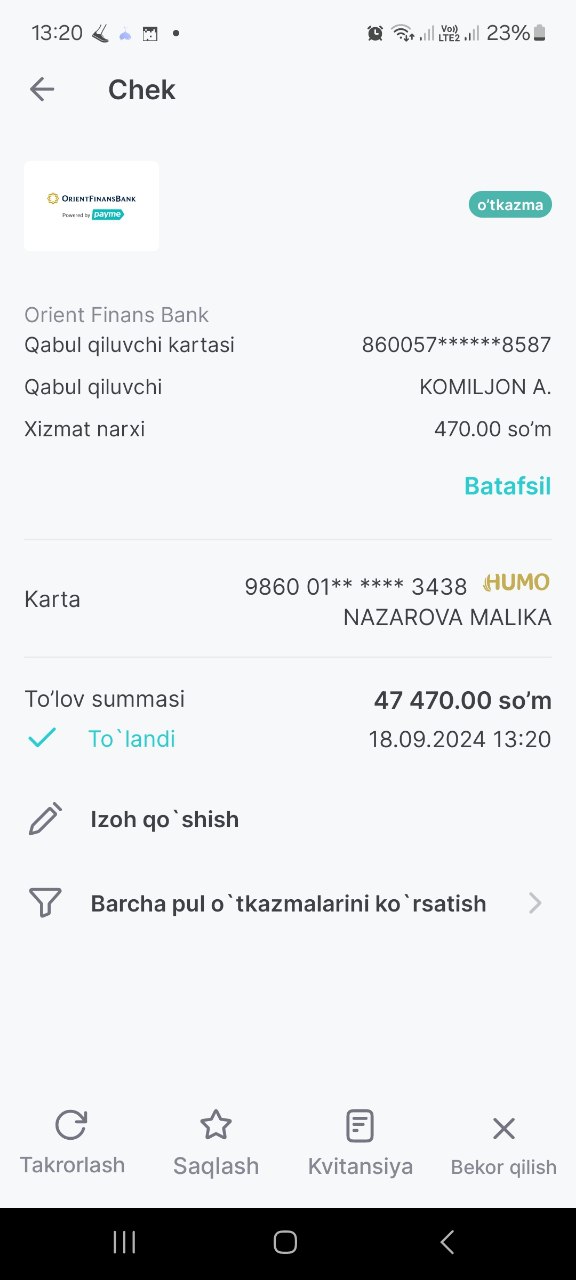 13:20 Vo)) LTE2 23%
Chek
ORIENTFINANSBANK
Powered by payme
o'tkazma
Orient Finans Bank
Qabul qiluvchi kartasi 860057******8587
Qabul qiluvchi KOMILJON A.
Xizmat narxi 470.00 so’m
Batafsil
Karta 9860 01** **** 3438 HUMO
NAZAROVA MALIKA
To’lov summasi 47 470.00 so’m
To`landi 18.09.2024 13:20
Izoh qo`shish
Barcha pul o`tkazmalarini ko`rsatish
Takrorlash Saqlash Kvitansiya Bekor qilish